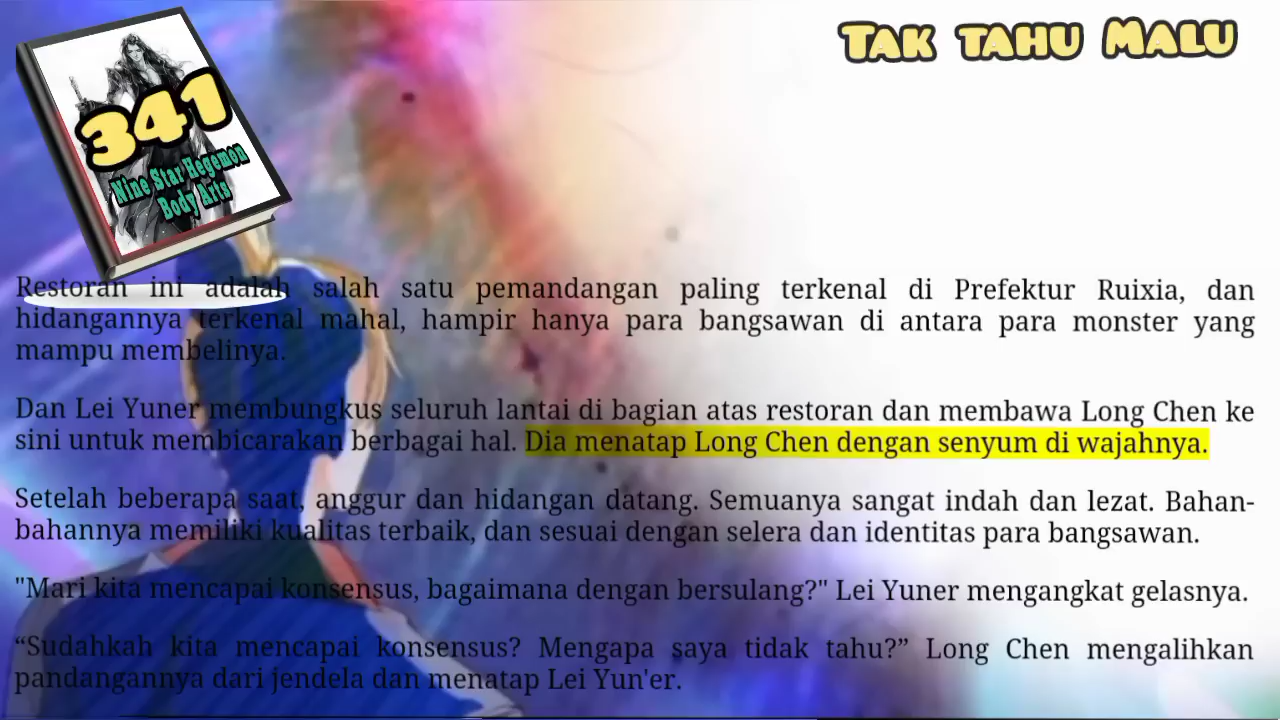 Tak tahu Malu
341
Nine Star Hegemon
Body Arts
Restoran ini adalah salah satu pemandangan paling terkenal di Prefektur Ruixia, dan
hidangannya terkenal mahal, hampir hanya para bangsawan di antara para monster yang
mampu membelinya.
Dan Lei Yuner membungkus seluruh lantai di bagian atas restoran dan membawa Long Chen ke
sini untuk membicarakan berbagai hal. Dia menatap Long Chen dengan senyum di wajahnya.
Setelah beberapa saat, anggur dan hidangan datang. Semuanya sangat indah dan lezat. Bahan-
bahannya memiliki kualitas terbaik, dan sesuai dengan selera dan identitas para bangsawan.
"Mari kita mencapai konsensus, bagaimana dengan bersulang?" Lei Yuner mengangkat gelasnya.
“Sudahkah kita mencapai konsensus? Mengapa saya tidak tahu?” Long Chen mengalihkan
pandangannya dari jendela dan menatap Lei Yun'er.